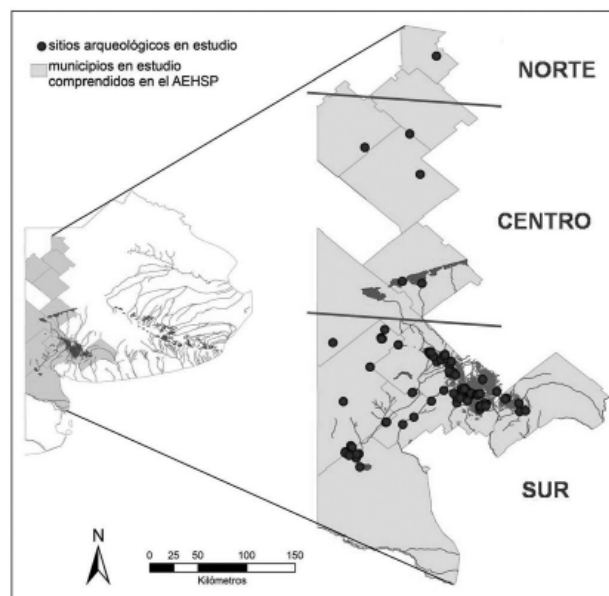 sitios arqueológicos en estudio
municipios en estudio
comprendidos en el AEHSP
NORTE
CENTRO
SUR
N
0 25 50 100 150
Kilómetros